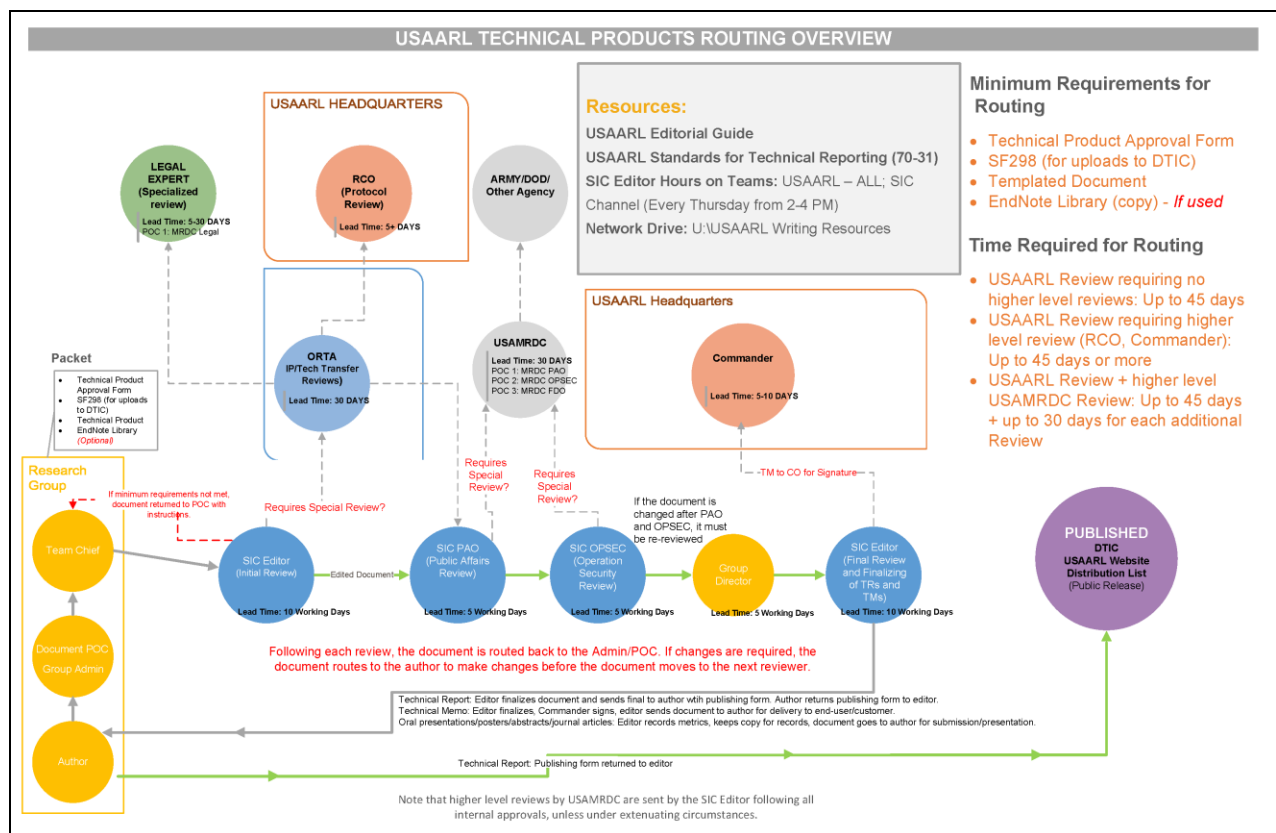 USAARL TECHNICAL PRODUCTS ROUTING OVERVIEW
USAARL HEADQUARTERS
LEGAL
EXPERT
(Specialized
review)
Lead Time: 5-30 DAYS
POC 1: MRDC Legal
RCO
(Protocol
Review)
Lead Time: 5+ DAYS
ARMY/DOD/
Other Agency
Resources:
USAARL Editorial Guide
USAARL Standards for Technical Reporting (70-31)
SIC Editor Hours on Teams: USAARL – ALL; SIC
Channel (Every Thursday from 2-4 PM)
Network Drive: U:\USAARL Writing Resources
Minimum Requirements for
Routing
• Technical Product Approval Form
• SF298 (for uploads to DTIC)
• Templated Document
• EndNote Library (copy) - If used
Time Required for Routing
• USAARL Review requiring no
higher level reviews: Up to 45 days
• USAARL Review requiring higher
level review (RCO, Commander):
Up to 45 days or more
• USAARL Review + higher level
USAMRDC Review: Up to 45 days
+ up to 30 days for each additional
Review
ORTA
IP/Tech Transfer
Reviews)
Lead Time: 30 DAYS
USAMRDC
Lead Time: 30 DAYS
POC 1: MRDC PAO
POC 2: MRDC OPSEC
POC 3: MRDC FDO
USAARL Headquarters
Commander
Lead Time: 5-10 DAYS
Packet
• Technical Product
Approval Form
• SF298 (for uploads
to DTIC)
• Technical Product
• EndNote Library
(Optional)
Research
Group
If minimum requirements not met,
document returned to POC with
instructions.
Requires Special Review?
Requires
Special
Review?
Requires
Special
Review?
If the document is
changed after PAO
and OPSEC, it must
be re-reviewed
TM to CO for Signature
Team Chief
SIC Editor
(Initial Review)
Lead Time: 10 Working Days
Edited Document
SIC PAO
(Public Affairs
Review)
Lead Time: 5 Working Days
SIC OPSEC
(Operation
Security
Review)
Lead Time: 5 Working Days
Group
Director
Lead Time: 5 Working Days
SIC Editor
(Final Review
and Finalizing
of TRs and
TMs)
Lead Time: 10 Working Days
PUBLISHED
DTIC
USAARL Website
Distribution List
(Public Release)
Document POC
Group Admin
Following each review, the document is routed back to the Admin/POC. If changes are required, the
document routes to the author to make changes before the document moves to the next reviewer.
Technical Report: Editor finalizes document and sends final to author wtih publishing form. Author returns publishing form to editor.
Technical Memo: Editor finalizes, Commander signs, editor sends document to author for delivery to end-user/customer.
Oral presentations/posters/abstracts/journal articles: Editor records metrics, keeps copy for records, document goes to author for submission/presentation.
Author
Technical Report: Publishing form returned to editor
Note that higher level reviews by USAMRDC are sent by the SIC Editor following all
internal approvals, unless under extenuating circumstances.